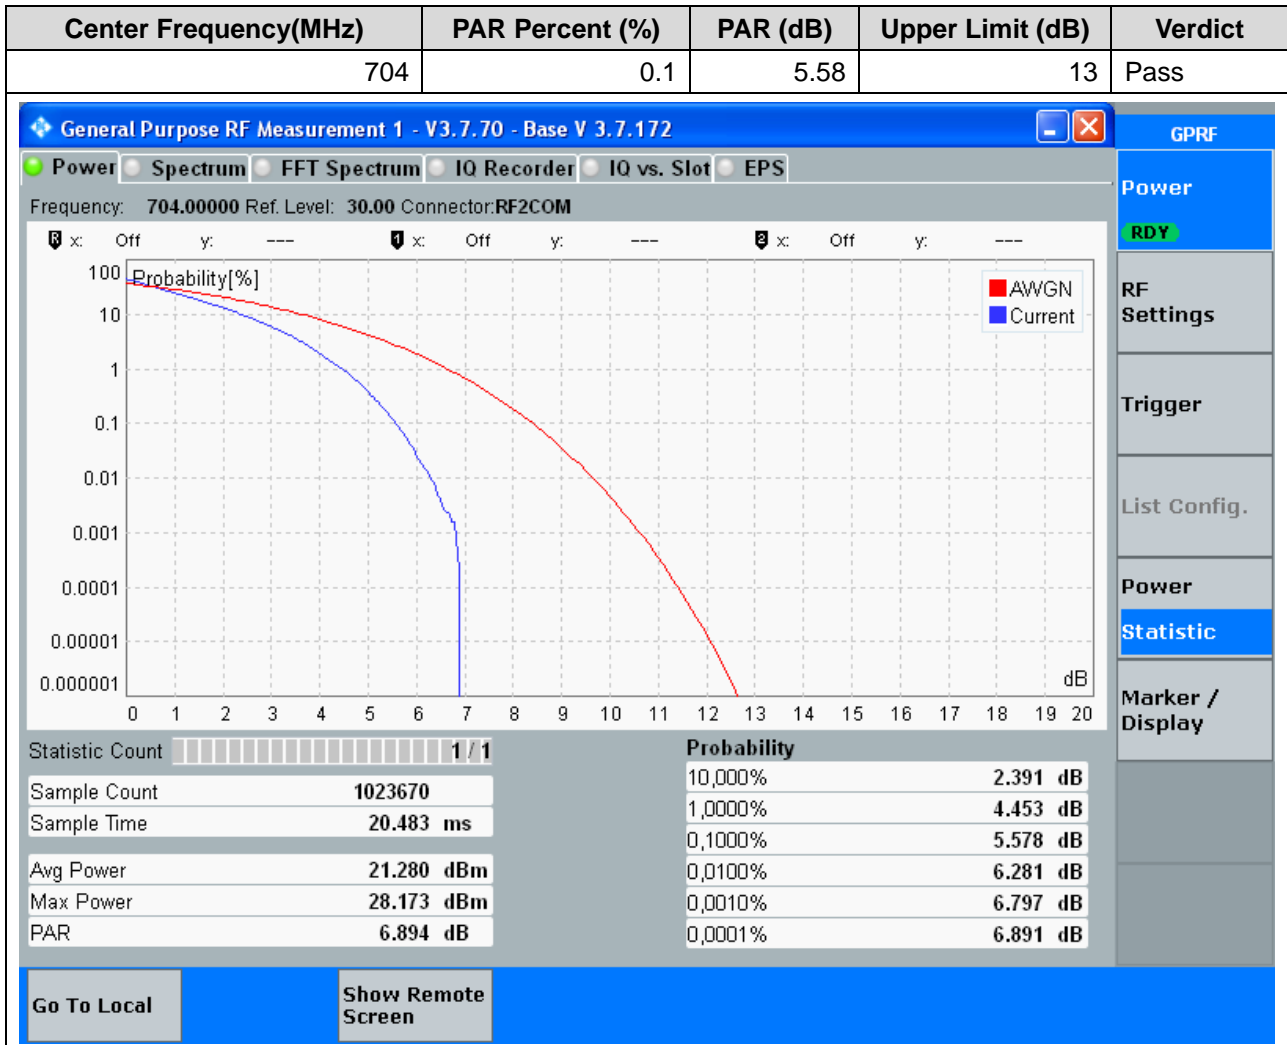 Center Frequency(MHz) PAR Percent (%) PAR (dB) Upper Limit (dB) Verdict
704 0.1 5.58 13 Pass
General Purpose RF Measurement 1 - V3.7.70 - Base V 3.7.172
GPRF
Power Spectrum FFT Spectrum IQ Recorder IQ vs. Slot EPS
Power
RDY
Frequency: 704.00000 Ref. Level: 30.00 Connector:RF2COM
R x: Off y: --- 1 x: Off y: --- 2 x: Off y: ---
Probability[%]
AWGN
Current
100
10
1
0.1
0.01
0.001
0.0001
0.00001
0.000001
dB
0 1 2 3 4 5 6 7 8 9 10 11 12 13 14 15 16 17 18 19 20
RF
Settings
Trigger
List Config.
Power
Statistic
Marker /
Display
Statistic Count 1 / 1
Sample Count 1023670
Sample Time 20.483 ms
Avg Power 21.280 dBm
Max Power 28.173 dBm
PAR 6.894 dB
Probability
10,000% 2.391 dB
1,0000% 4.453 dB
0,1000% 5.578 dB
0,0100% 6.281 dB
0,0010% 6.797 dB
0,0001% 6.891 dB
Go To Local
Show Remote
Screen